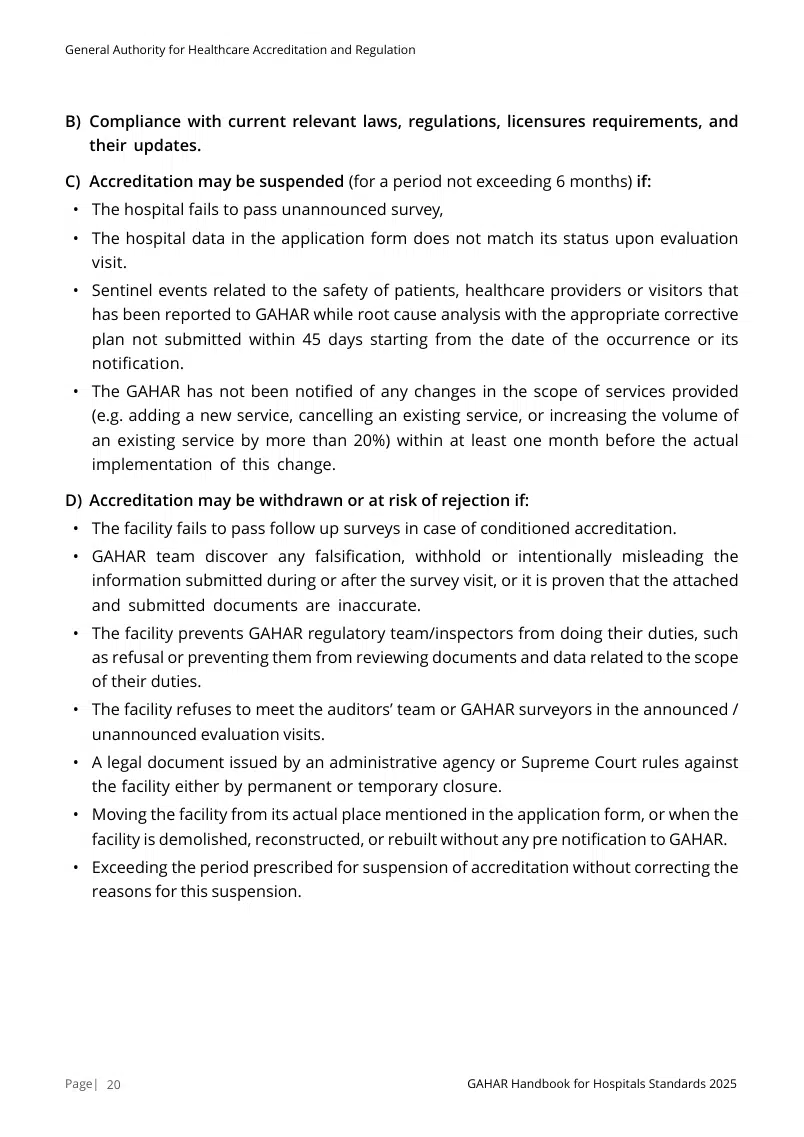 General Authority for Healthcare Accreditation and Regulation
B) Compliance with current relevant laws, regulations, licensures requirements, and
their updates.
C) Accreditation may be suspended (for a period not exceeding 6 months) if:
• The hospital fails to pass unannounced survey,
• The hospital data in the application form does not match its status upon evaluation
visit.
• Sentinel events related to the safety of patients, healthcare providers or visitors that
has been reported to GAHAR while root cause analysis with the appropriate corrective
plan not submitted within 45 days starting from the date of the occurrence or its
notification.
• The GAHAR has not been notified of any changes in the scope of services provided
(e.g. adding a new service, cancelling an existing service, or increasing the volume of
an existing service by more than 20%) within at least one month before the actual
implementation of this change.
D) Accreditation may be withdrawn or at risk of rejection if:
• The facility fails to pass follow up surveys in case of conditioned accreditation.
• GAHAR team discover any falsification, withhold or intentionally misleading the
information submitted during or after the survey visit, or it is proven that the attached
and submitted documents are inaccurate.
• The facility prevents GAHAR regulatory team/inspectors from doing their duties, such
as refusal or preventing them from reviewing documents and data related to the scope
of their duties.
• The facility refuses to meet the auditors’ team or GAHAR surveyors in the announced /
unannounced evaluation visits.
• A legal document issued by an administrative agency or Supreme Court rules against
the facility either by permanent or temporary closure.
• Moving the facility from its actual place mentioned in the application form, or when the
facility is demolished, reconstructed, or rebuilt without any pre notification to GAHAR.
• Exceeding the period prescribed for suspension of accreditation without correcting the
reasons for this suspension.
Page| 20
GAHAR Handbook for Hospitals Standards 2025